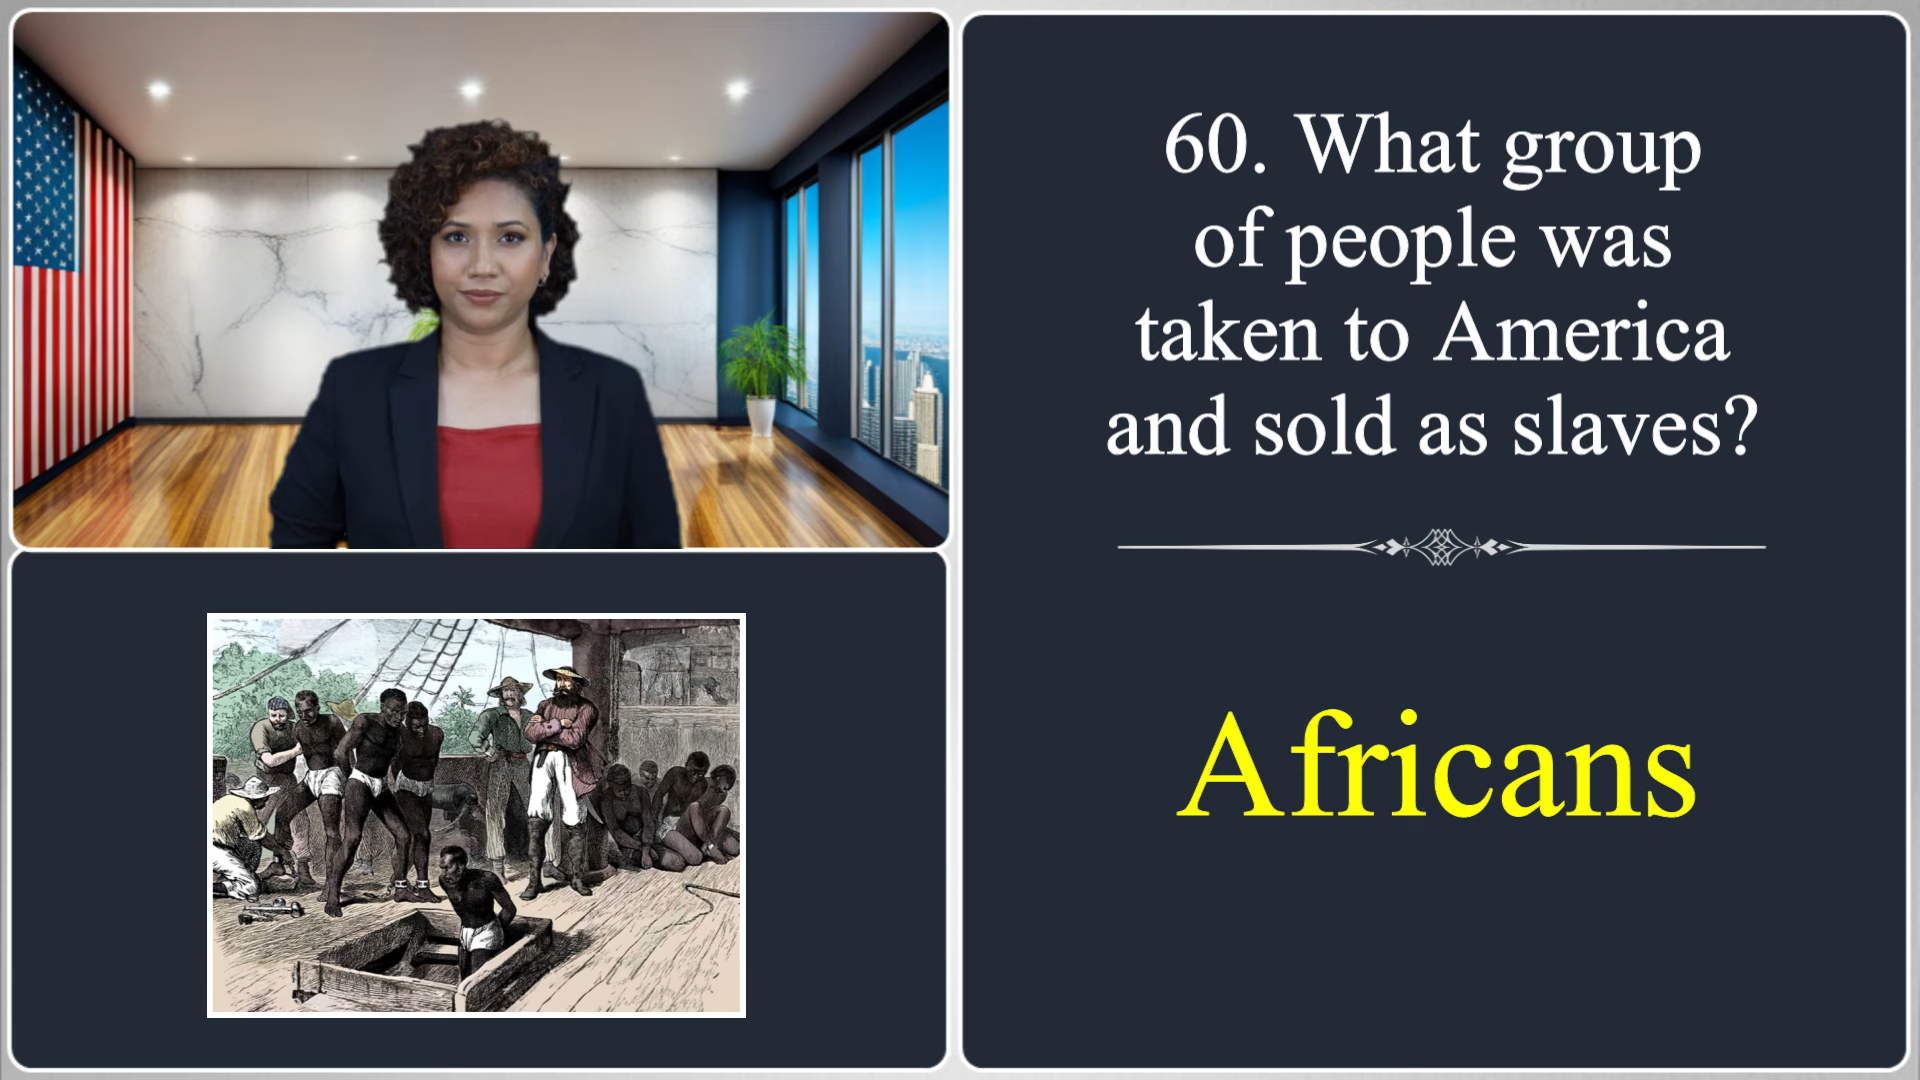 60. What group
of people was
taken to America
and sold as slaves?
Africans